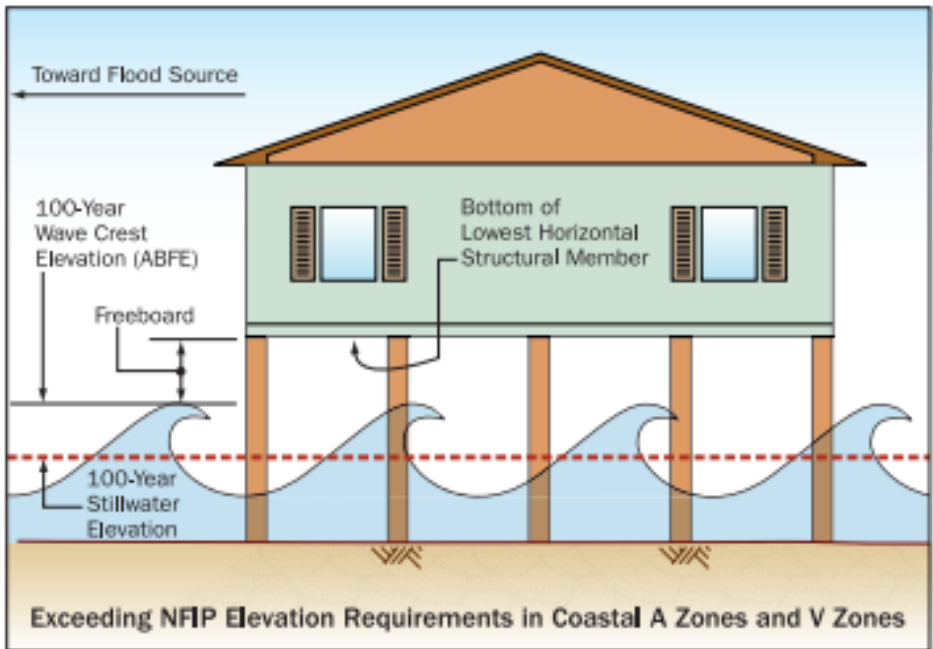 Toward Flood Source
100-Year
Wave Crest
Elevation (ABFE)
Bottom of
Lowest Horizontal
Structural Member
Freeboard
100-Year
Stillwater
Elevation
Exceeding NFIP Elevation Requirements in Coastal A Zones and V Zones